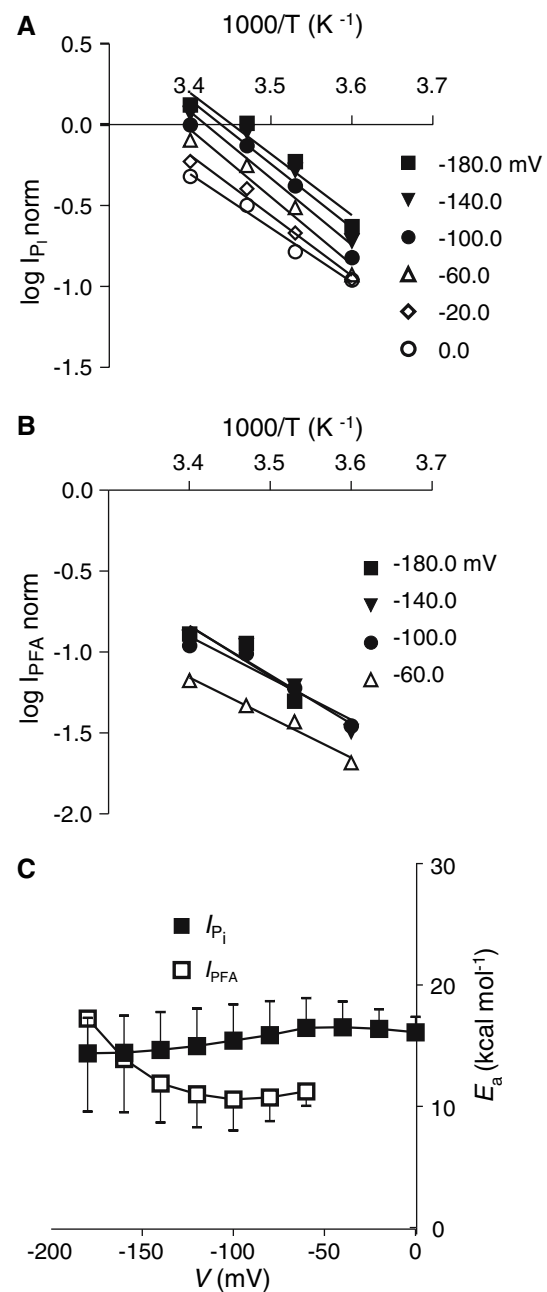 A
1000/T (K -1)
0.5
3.4 3.5 3.6 3.7
0.0
-0.5
-1.0
-1.5
log IPi norm
-180.0 mV
-140.0
-100.0
-60.0
-20.0
0.0
B
1000/T (K -1)
3.4 3.5 3.6 3.7
0.0
-0.5
-1.0
-1.5
-2.0
log IPFA norm
-180.0 mV
-140.0
-100.0
-60.0
C
IPi
IPFA
30
20
10
0
Ea (kcal mol-1)
-200 -150 -100 -50 0
V (mV)